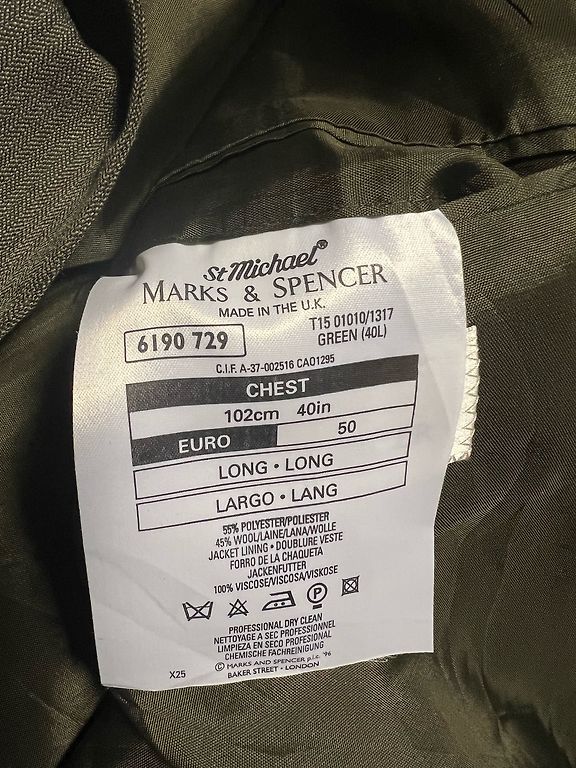 St Michael®
MARKS & SPENCER
MADE IN THE U.K.
6190 729
T15 01010/1317
GREEN (40L)
C.I.F. A-37-002516 CAO1295
CHEST
102cm 40in
EURO 50
LONG • LONG
LARGO • LANG
55% POLYESTER/POLIESTER
45% WOOL/LAINE/LANA/WOLLE
JACKET LINING • DOUBLURE VESTE
FORRO DE LA CHAQUETA
JACKENFUTTER
100% VISCOSE/VISCOSA/VISKOSE
P
PROFESSIONAL DRY CLEAN
NETTOYAGE A SEC PROFESSIONNEL
LIMPIEZA EN SECO PROFESIONAL
CHEMISCHE FACHREINIGUNG
© MARKS AND SPENCER p.l.c. '96
BAKER STREET • LONDON
X25